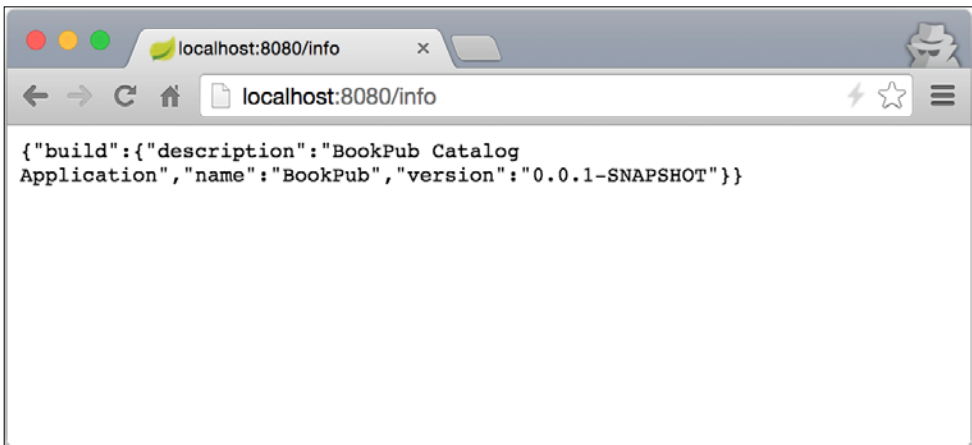 localhost:8080/info
localhost:8080/info
{"build":{"description":"BookPub Catalog
Application","name":"BookPub","version":"0.0.1-SNAPSHOT"}}